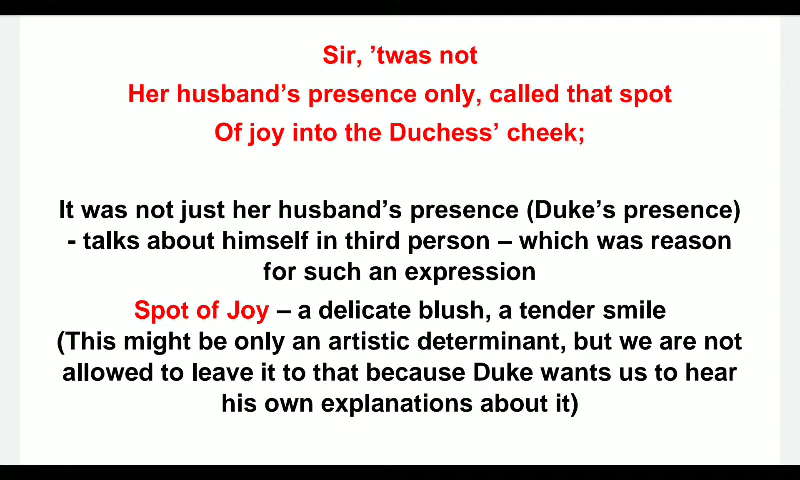 Sir, ’twas not
Her husband’s presence only, called that spot
Of joy into the Duchess’ cheek;
It was not just her husband’s presence (Duke’s presence)
- talks about himself in third person – which was reason
for such an expression
Spot of Joy – a delicate blush, a tender smile
(This might be only an artistic determinant, but we are not
allowed to leave it to that because Duke wants us to hear
his own explanations about it)